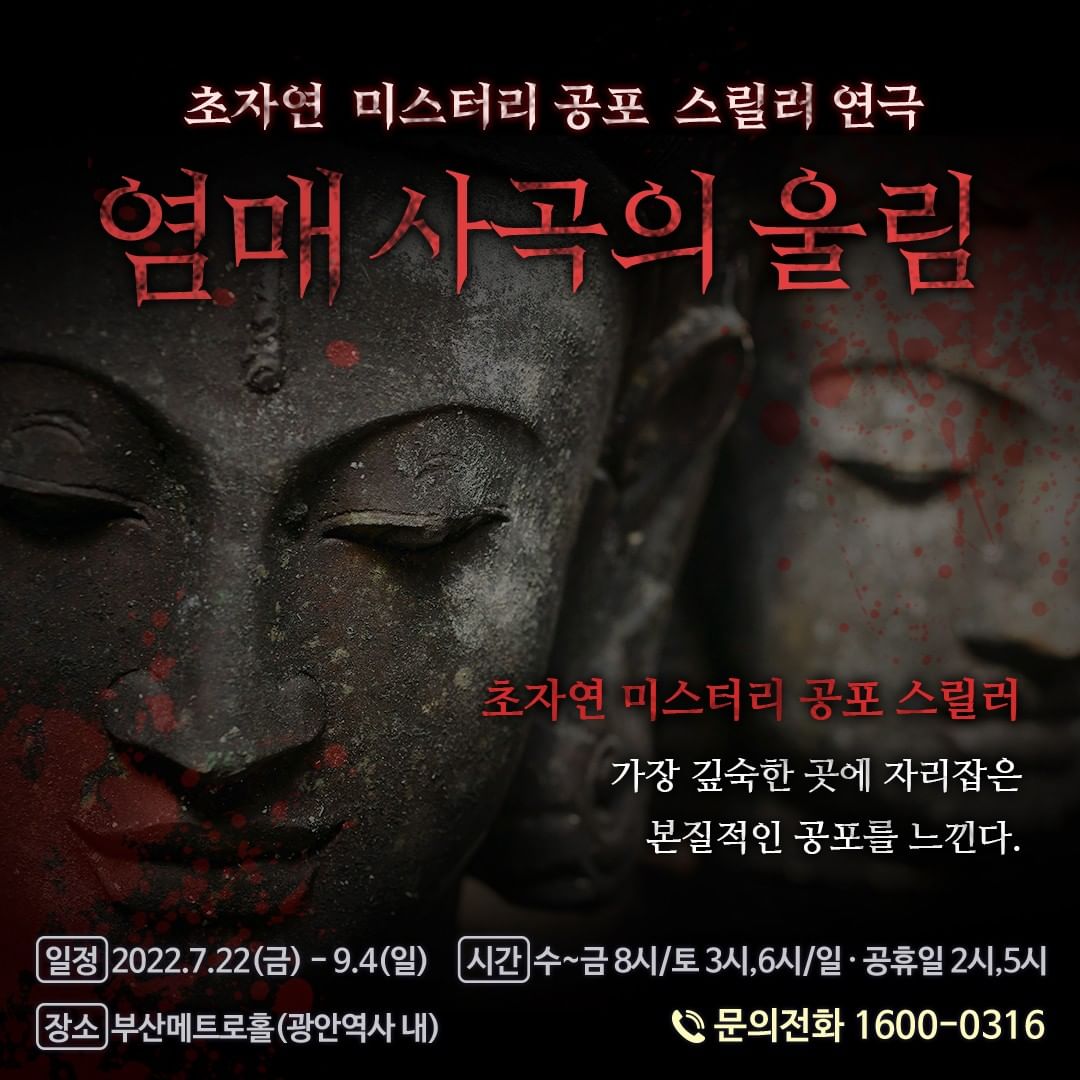 초자연 미스터리 공포 스릴러 연극
염매 사곡의 울림
초자연 미스터리 공포 스릴러
가장 깊숙한 곳에 자리잡은
본질적인 공포를 느낀다.
일정 2022.7.22(금) - 9.4(일) 시간 수~금 8시/토 3시,6시/일·공휴일 2시,5시
장소 부산메트로홀(광안역사 내) 문의전화 1600-0316